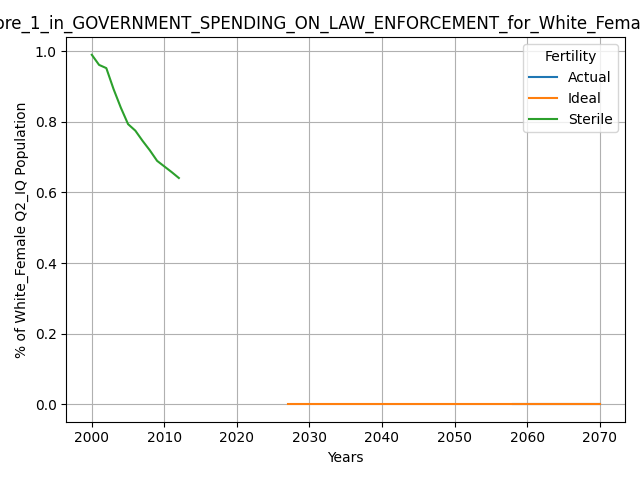 ore_1_in_GOVERNMENT_SPENDING_ON_LAW_ENFORCEMENT_for_White_Fema
Fertility
Actual
Ideal
Sterile
% of White_Female Q2_IQ Population
1.0
0.8
0.6
0.4
0.2
0.0
2000 2010 2020 2030 2040 2050 2060 2070
Years